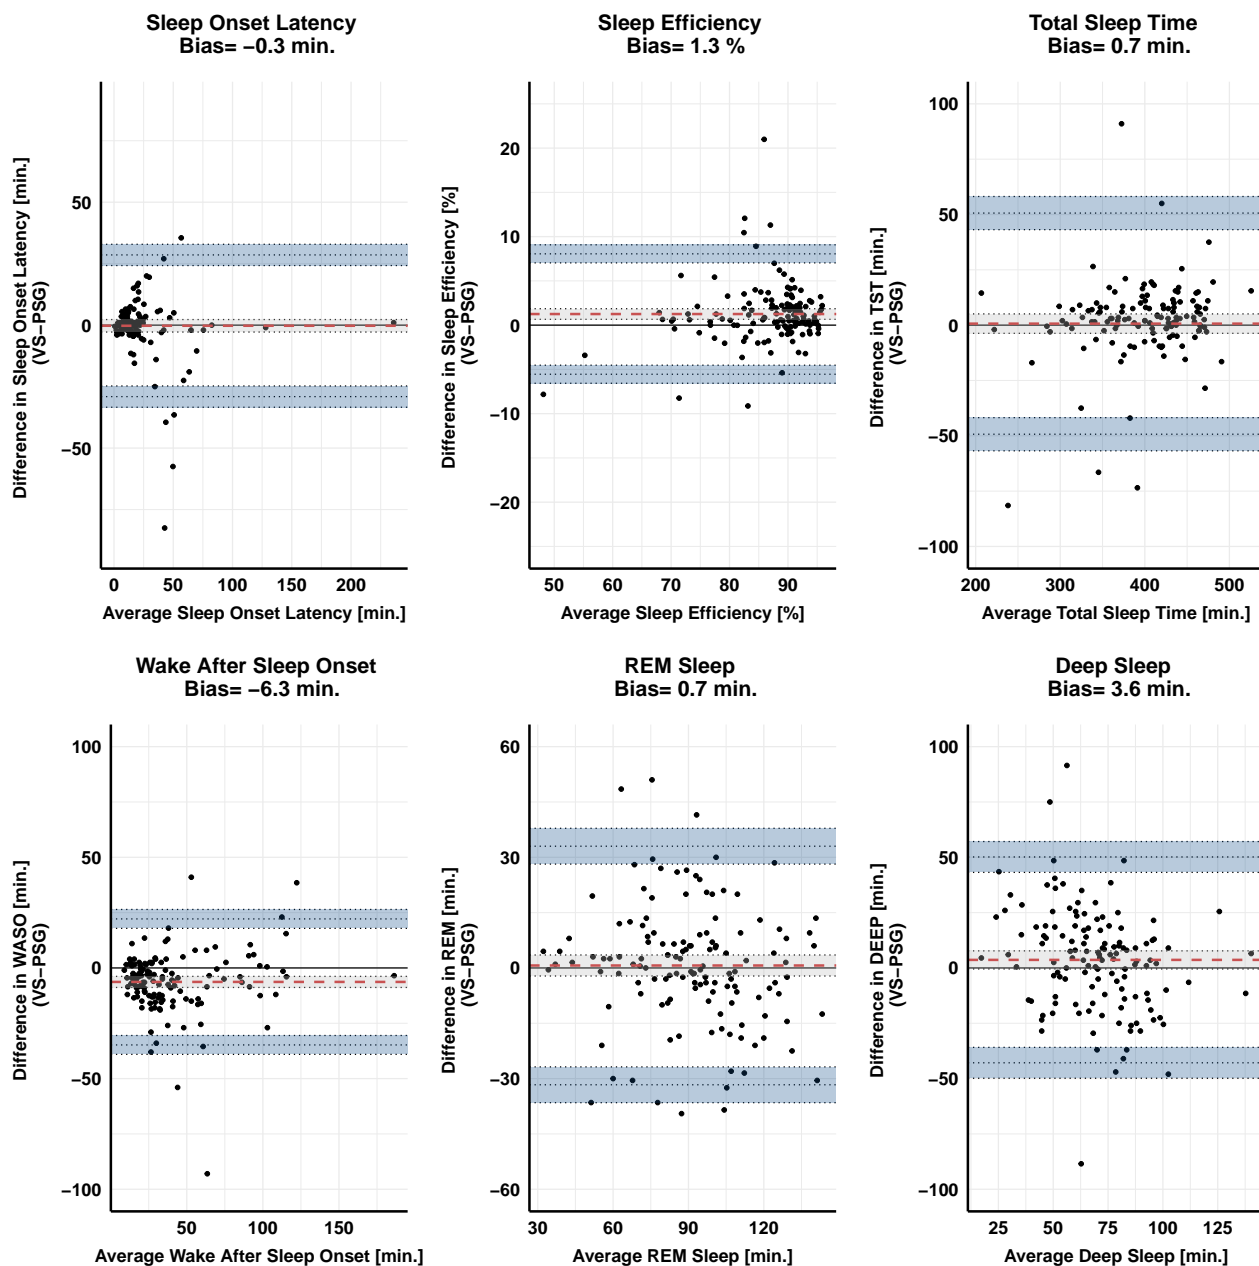 Sleep Onset Latency
Bias= −0.3 min.
Difference in Sleep Onset Latency [min.]
(VS−PSG)
50
0
−50
0 50 100 150 200
Average Sleep Onset Latency [min.]
Sleep Efficiency
Bias= 1.3 %
Difference in Sleep Efficiency [%]
(VS−PSG)
20
10
0
−10
−20
50 60 70 80 90
Average Sleep Efficiency [%]
Total Sleep Time
Bias= 0.7 min.
Difference in TST [min.]
(VS−PSG)
100
50
0
−50
−100
200 300 400 500
Average Total Sleep Time [min.]
Wake After Sleep Onset
Bias= −6.3 min.
Difference in WASO [min.]
(VS−PSG)
100
50
0
−50
−100
50 100 150
Average Wake After Sleep Onset [min.]
REM Sleep
Bias= 0.7 min.
Difference in REM [min.]
(VS−PSG)
60
30
0
−30
−60
30 60 90 120
Average REM Sleep [min.]
Deep Sleep
Bias= 3.6 min.
Difference in DEEP [min.]
(VS−PSG)
100
50
0
−50
−100
25 50 75 100 125
Average Deep Sleep [min.]